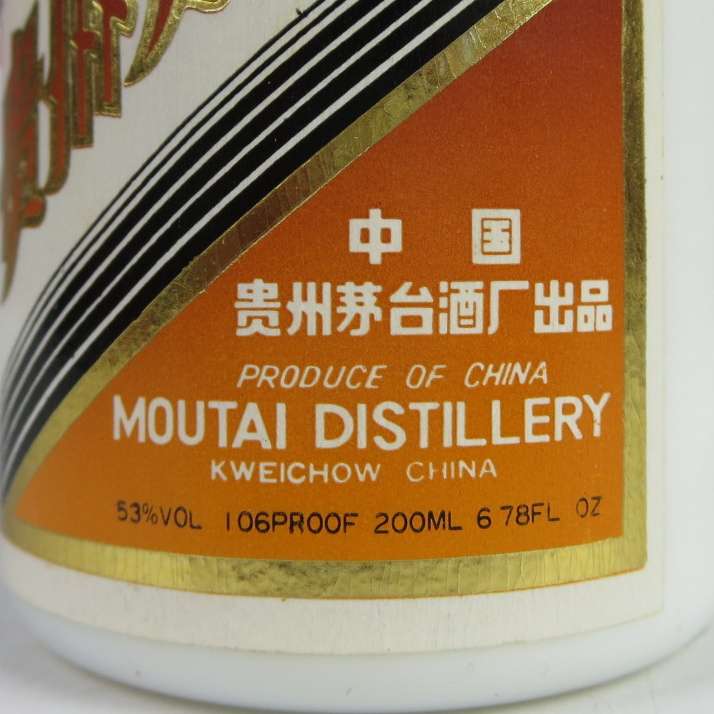 中国
贵州茅台酒厂出品
PRODUCE OF CHINA
MOUTAI DISTILLERY
KWEICHOW CHINA
53%VOL 106PROOF 200ML 6 78FL OZ